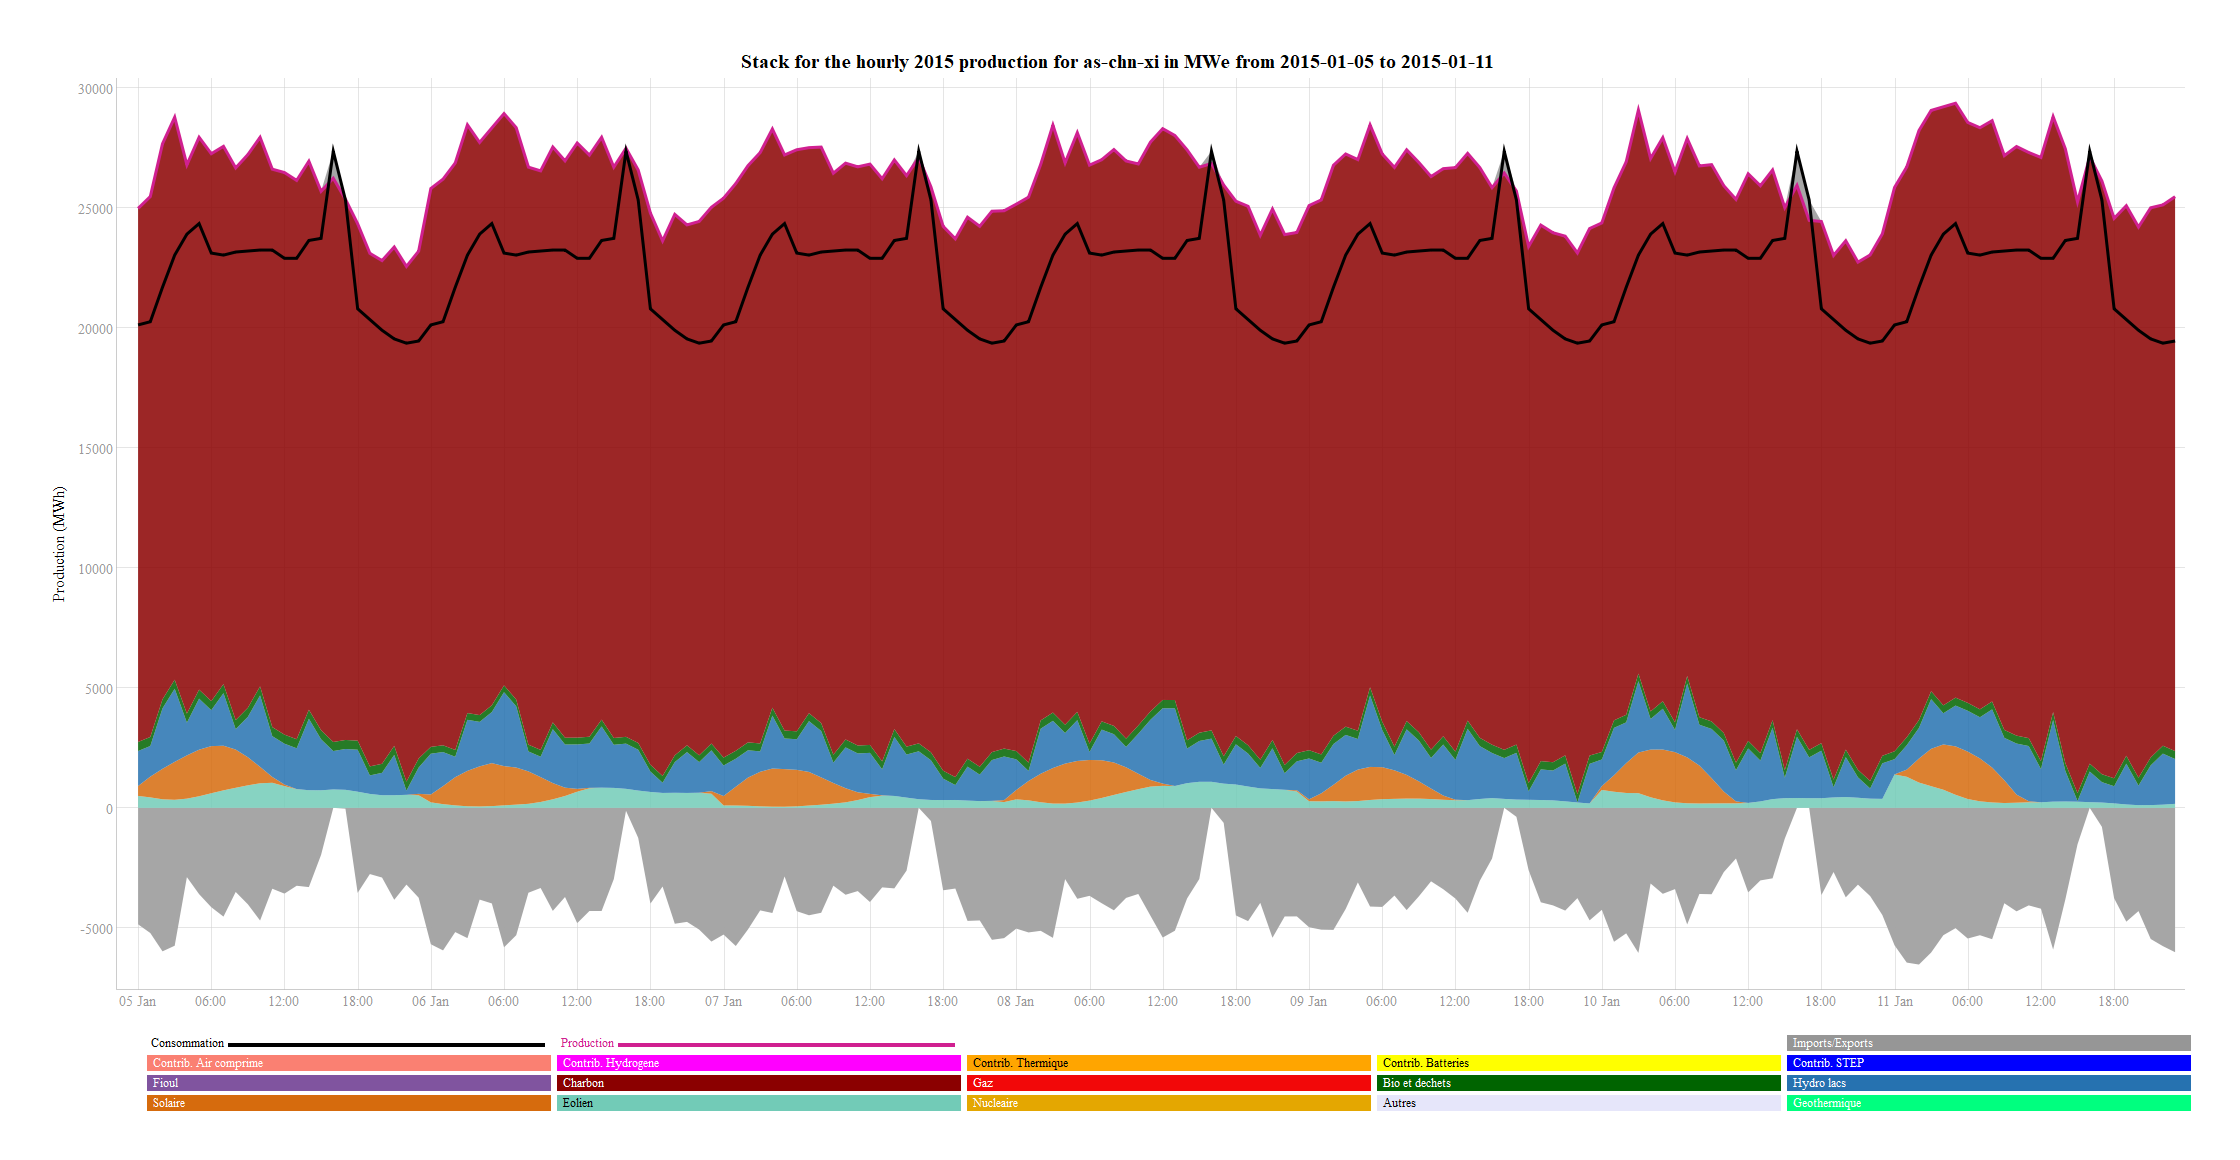 Stack for the hourly 2015 production for as-chn-xi in MWe from 2015-01-05 to 2015-01-11
30000
25000
20000
15000
10000
5000
0
-5000
Production (MWh)
05 Jan 06:00 12:00 18:00 06 Jan 06:00 12:00 18:00 07 Jan 06:00 12:00 18:00 08 Jan 06:00 12:00 18:00 09 Jan 06:00 12:00 18:00 10 Jan 06:00 12:00 18:00 11 Jan 06:00 12:00 18:00
Consommation Production Imports/Exports
Contrib. Air comprime Contrib. Hydrogene Contrib. Thermique Contrib. Batteries Contrib. STEP
Fioul Charbon Gaz Bio et dechets Hydro lacs
Solaire Eolien Nucleaire Autres Geothermique